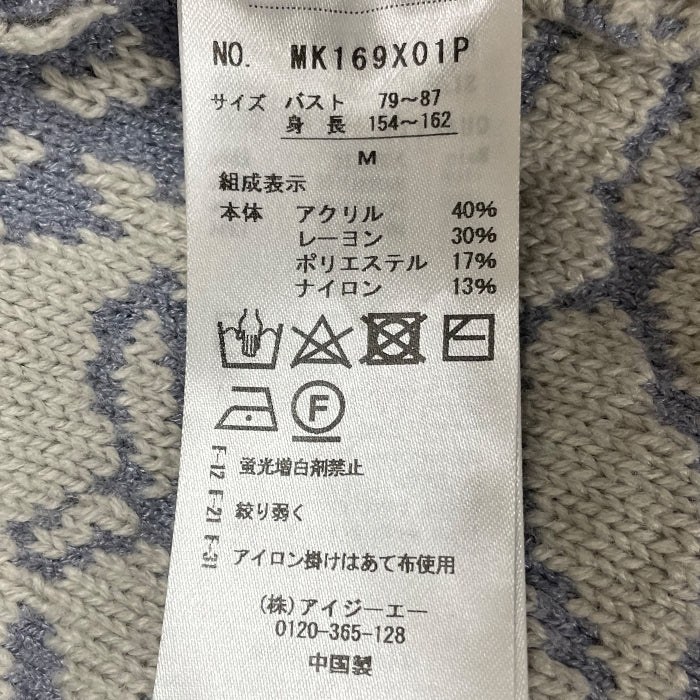 NO. MK169X01P
サイズ バスト 79~87
身長 154~162
M
組成表示
本体 アクリル 40%
レーヨン 30%
ポリエステル 17%
ナイロン 13%
F
F-12 蛍光増白剤禁止
F-21 絞り弱く
F-31 アイロン掛けはあて布使用
(株)アイジーエー
0120-365-128
中国製